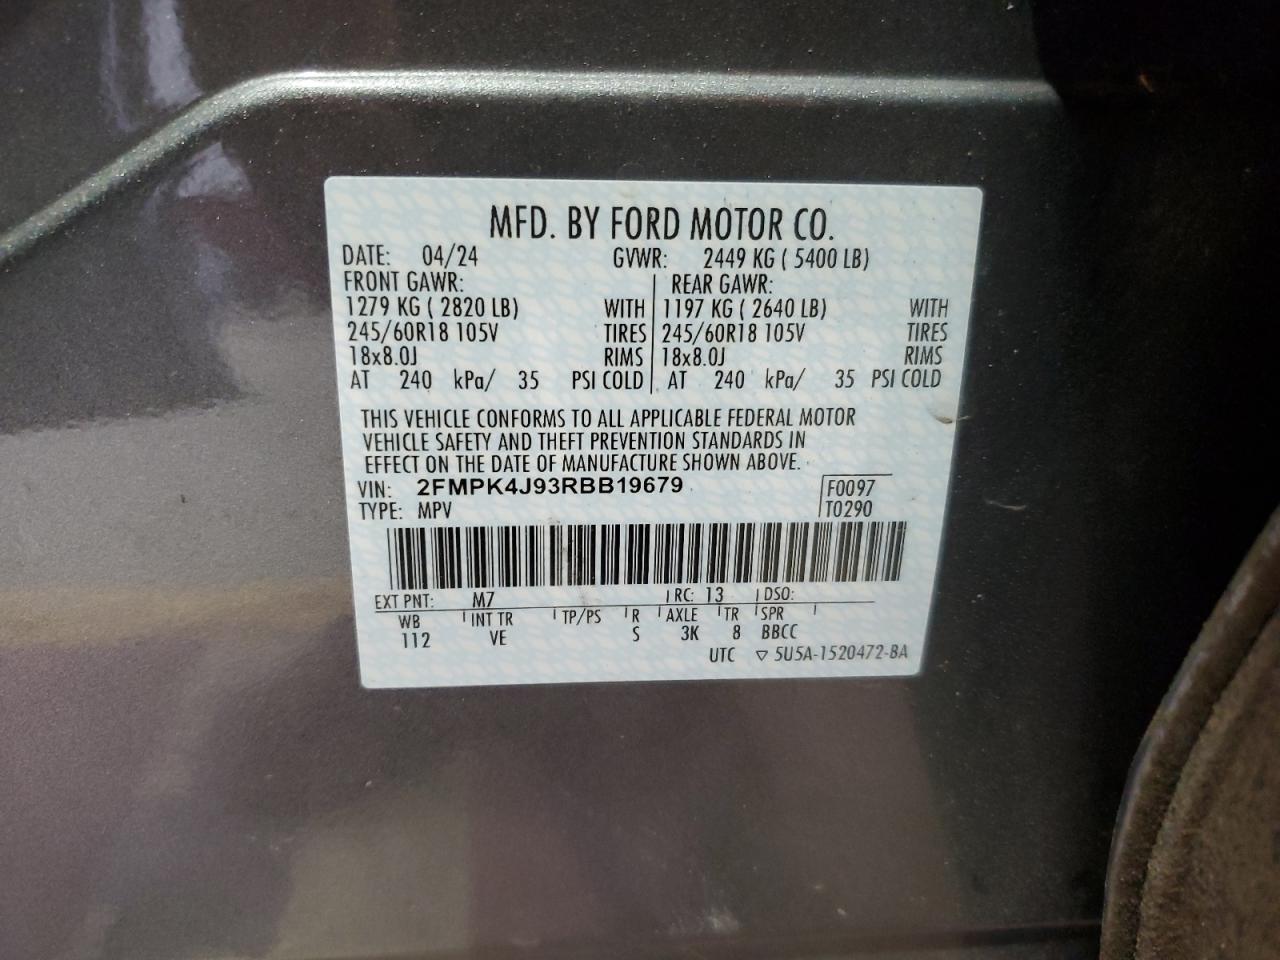 MFD. BY FORD MOTOR CO.
DATE: 04/24 GVWR: 2449 KG ( 5400 LB)
FRONT GAWR: REAR GAWR:
1279 KG ( 2820 LB) WITH 1197 KG ( 2640 LB) WITH
245/60R18 105V TIRES 245/60R18 105V TIRES
18x8.0J RIMS 18x8.0J RIMS
AT 240 kPa/ 35 PSI COLD AT 240 kPa/ 35 PSI COLD
THIS VEHICLE CONFORMS TO ALL APPLICABLE FEDERAL MOTOR
VEHICLE SAFETY AND THEFT PREVENTION STANDARDS IN
EFFECT ON THE DATE OF MANUFACTURE SHOWN ABOVE.
VIN: 2FMPK4J93RBB19679 F0097
TYPE: MPV T0290
EXT PNT: M7 RC: 13 DSO:
WB INT TR TP/PS R AXLE TR SPR
112 VE S 3K 8 BBCC
UTC ▽ 5U5A-1520472-BA